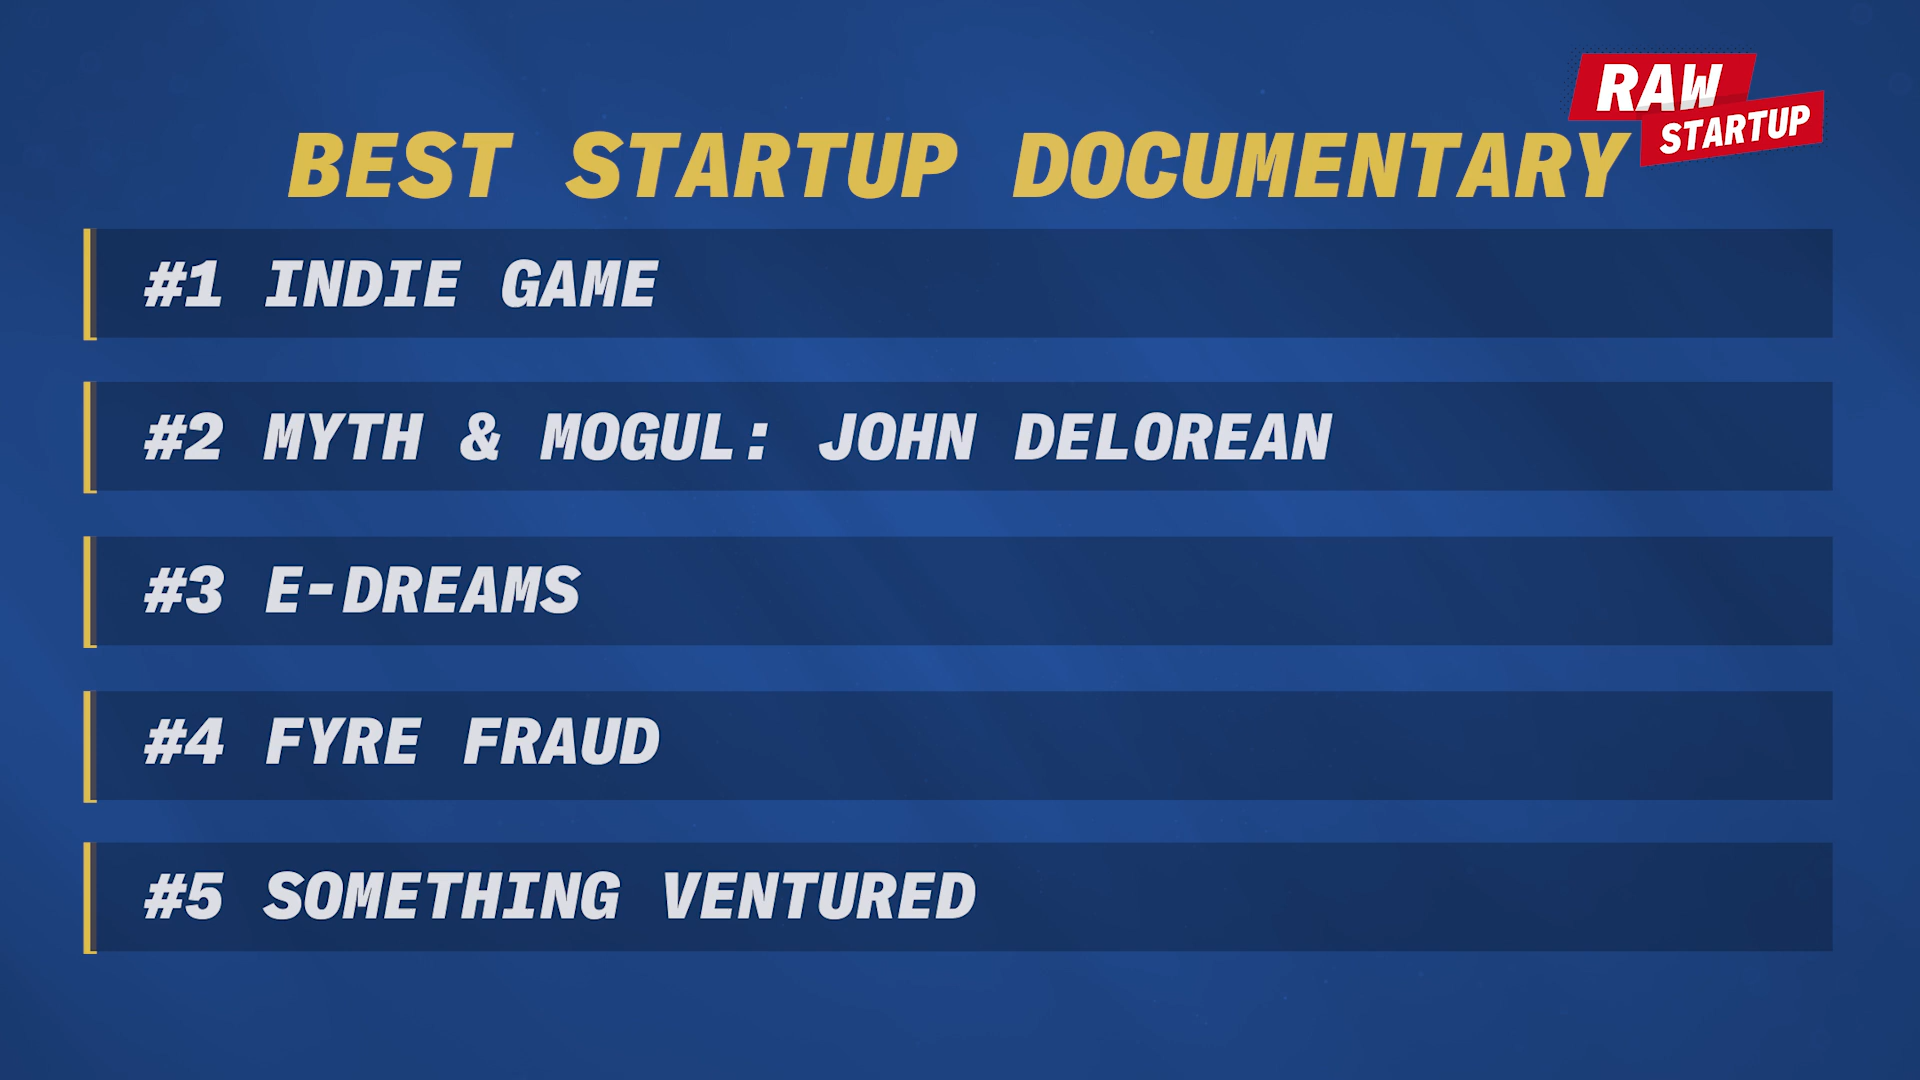 RAW
STARTUP
BEST STARTUP DOCUMENTARY
#1 INDIE GAME
#2 MYTH & MOGUL: JOHN DELOREAN
#3 E-DREAMS
#4 FYRE FRAUD
#5 SOMETHING VENTURED